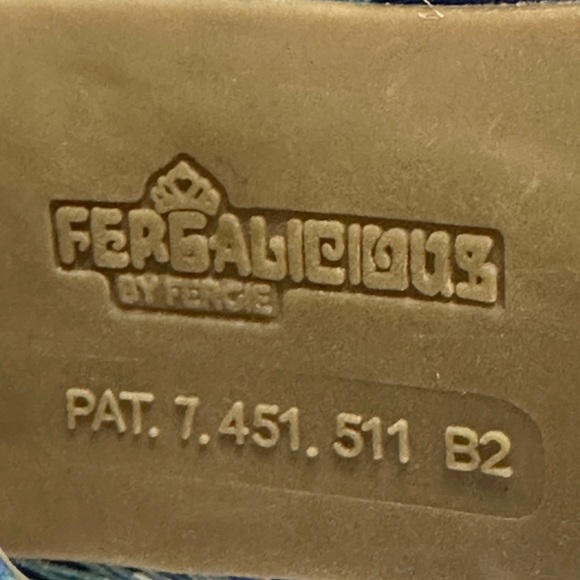 FERGALICIOUS
BY FERGIE
PAT. 7.451.511 B2